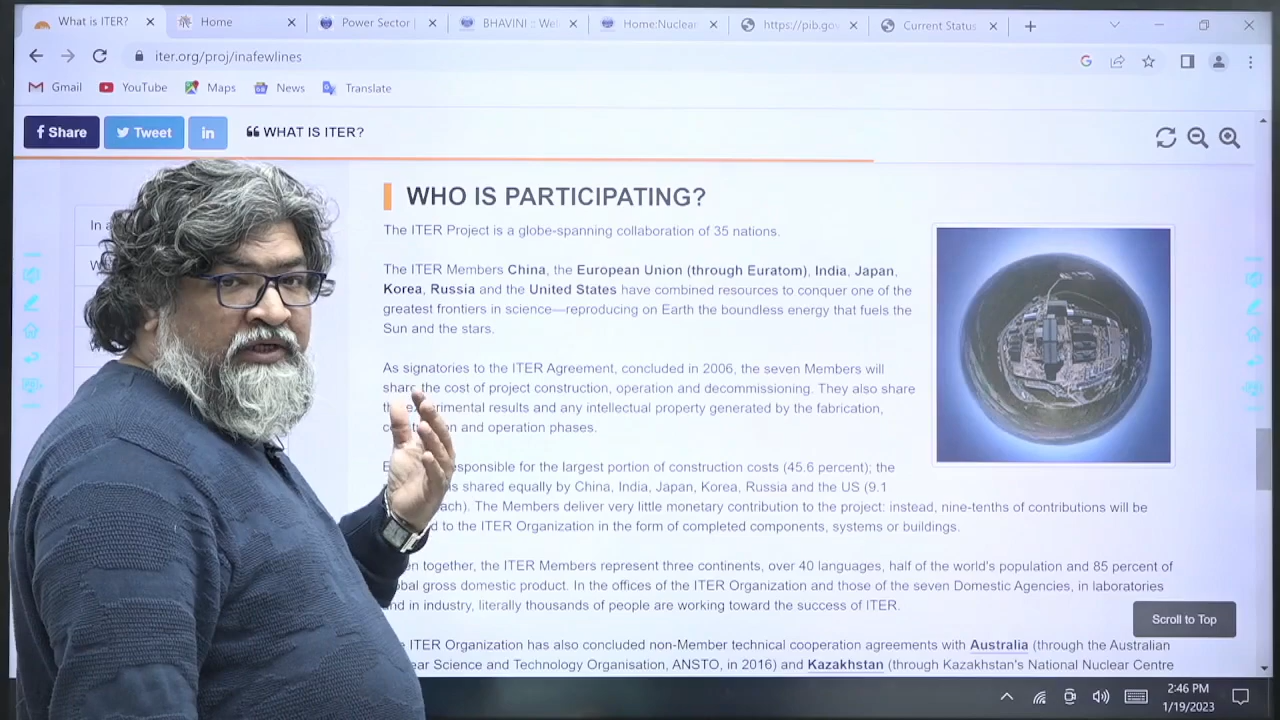 What is ITER?
Home
Power Sector
BHAVINI :: Wel
Home:Nuclear
https://pib.gov
Current Status
iter.org/proj/inafewlines
Gmail
YouTube
Maps
News
Translate
Share
Tweet
in
WHAT IS ITER?
In a
WHO IS PARTICIPATING?
The ITER Project is a globe-spanning collaboration of 35 nations.
The ITER Members China, the European Union (through Euratom), India, Japan,
Korea, Russia and the United States have combined resources to conquer one of the
greatest frontiers in science—reproducing on Earth the boundless energy that fuels the
Sun and the stars.
As signatories to the ITER Agreement, concluded in 2006, the seven Members will
share the cost of project construction, operation and decommissioning. They also share
experimental results and any intellectual property generated by the fabrication,
and operation phases.
responsible for the largest portion of construction costs (45.6 percent); the
is shared equally by China, India, Japan, Korea, Russia and the US (9.1
each). The Members deliver very little monetary contribution to the project: instead, nine-tenths of contributions will be
to the ITER Organization in the form of completed components, systems or buildings.
together, the ITER Members represent three continents, over 40 languages, half of the world's population and 85 percent of
global gross domestic product. In the offices of the ITER Organization and those of the seven Domestic Agencies, in laboratories
and in industry, literally thousands of people are working toward the success of ITER.
Scroll to Top
ITER Organization has also concluded non-Member technical cooperation agreements with Australia (through the Australian
Science and Technology Organisation, ANSTO, in 2016) and Kazakhstan (through Kazakhstan's National Nuclear Centre
2:46 PM
1/19/2023